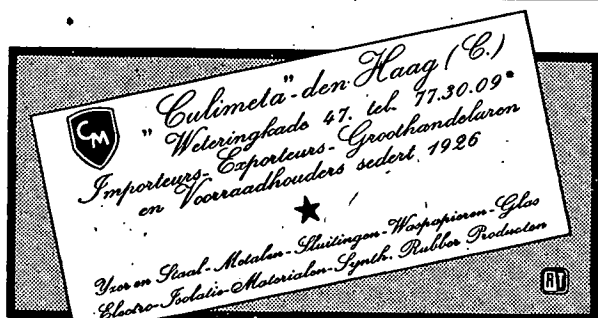 CM
„Culimeta"-den Haag (C.)
Weteringkade 47. tel. 77.30.09*
Importeurs-Exporteurs-Groothandelaren
en Voorraadhouders sedert 1926
Yzer en Staal-Metalen-Sluitingen-Waspapieren-Glas
Electro-Isolatie-Materialen-Synth. Rubber Producten
RT